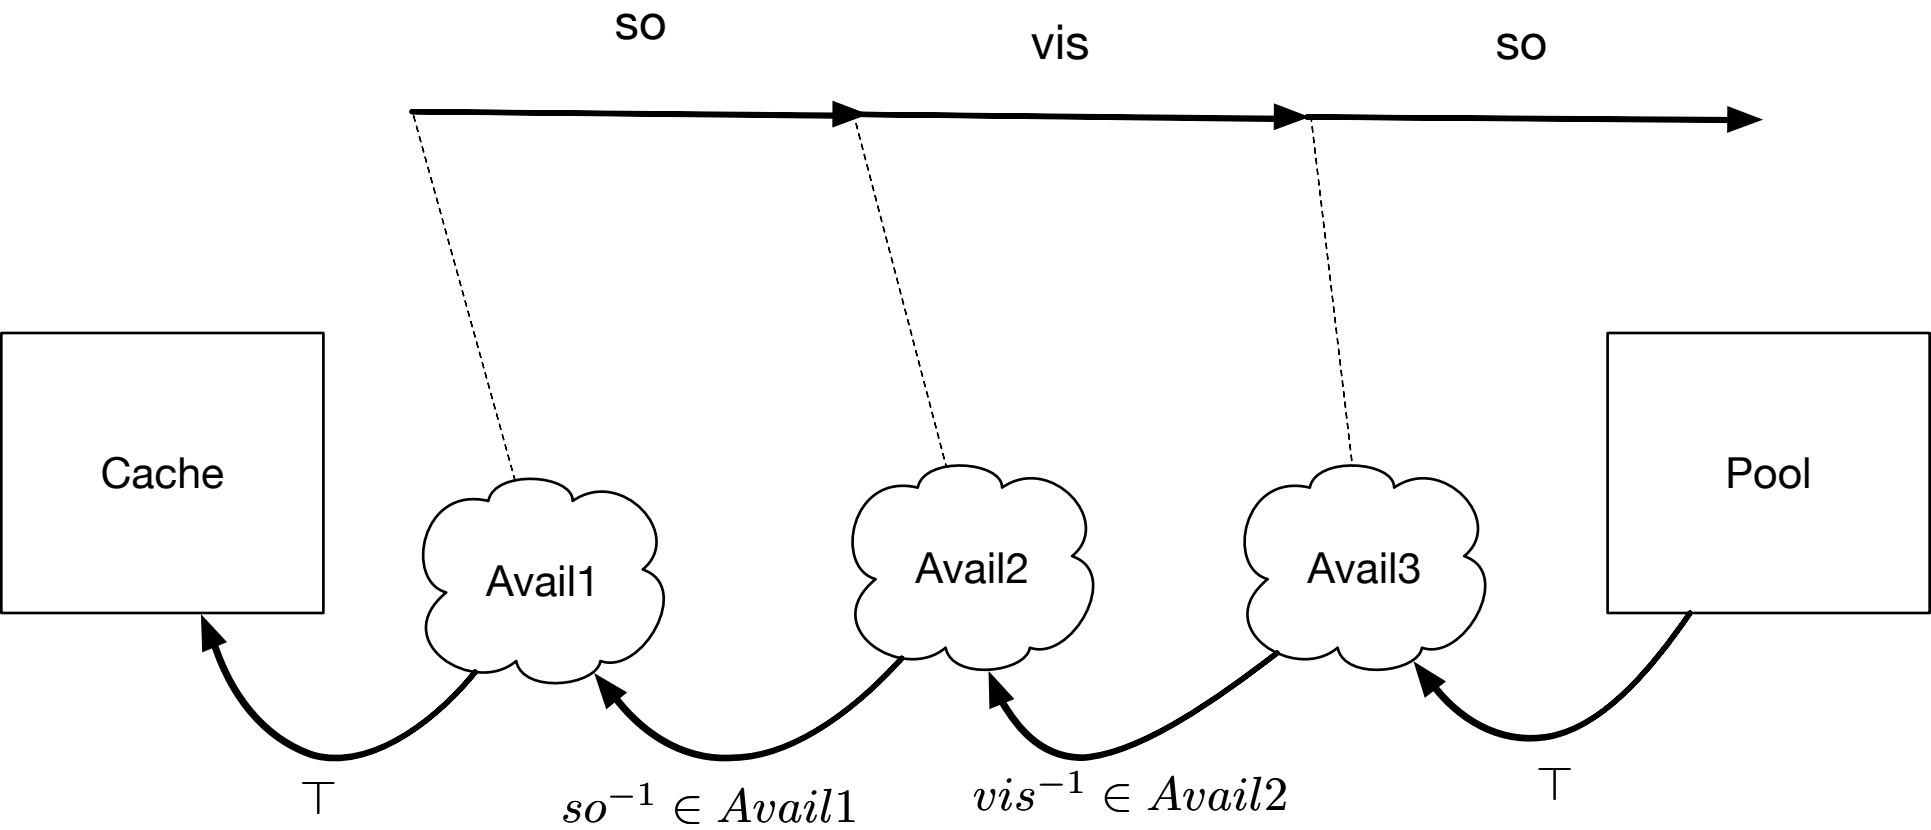 so
vis
so
Cache
Avail1
Avail2
Avail3
Pool
⊤
so⁻¹ ∈ Avail1
vis⁻¹ ∈ Avail2
⊤